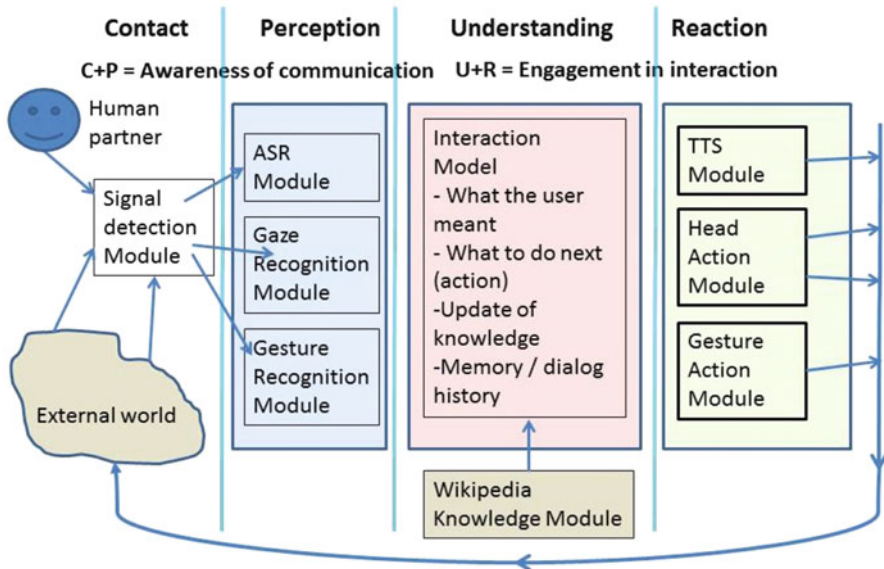 Contact
Perception
Understanding
Reaction
C+P = Awareness of communication
U+R = Engagement in interaction
Human
partner
Signal
detection
Module
External world
ASR
Module
Gaze
Recognition
Module
Gesture
Recognition
Module
Interaction
Model
- What the user
meant
- What to do next
(action)
-Update of
knowledge
-Memory / dialog
history
Wikipedia
Knowledge Module
TTS
Module
Head
Action
Module
Gesture
Action
Module